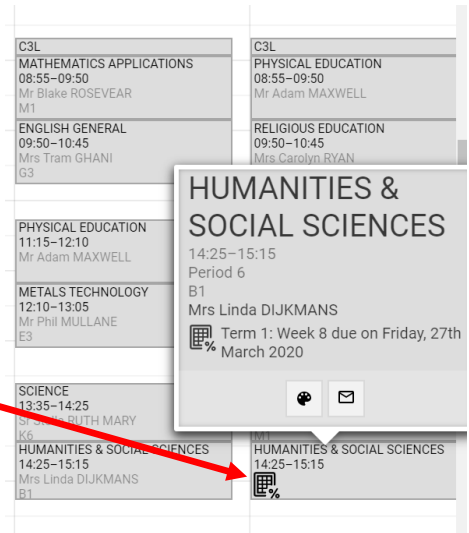 C3L
MATHEMATICS APPLICATIONS
08:55–09:50
Mr Blake ROSEVEAR
M1
ENGLISH GENERAL
09:50–10:45
Mrs Tram GHANI
G3
PHYSICAL EDUCATION
11:15–12:10
Mr Adam MAXWELL
METALS TECHNOLOGY
12:10–13:05
Mr Phil MULLANE
E3
SCIENCE
13:35–14:25
RUTH MARY
K6
HUMANITIES & SOCIAL SCIENCES
14:25–15:15
Mrs Linda DIJKMANS
B1
C3L
PHYSICAL EDUCATION
08:55–09:50
Mr Adam MAXWELL
RELIGIOUS EDUCATION
09:50–10:45
Mrs Carolyn RYAN
HUMANITIES &
SOCIAL SCIENCES
14:25–15:15
Period 6
B1
Mrs Linda DIJKMANS
Term 1: Week 8 due on Friday, 27th
March 2020
M1
HUMANITIES & SOCIAL SCIENCES
14:25–15:15